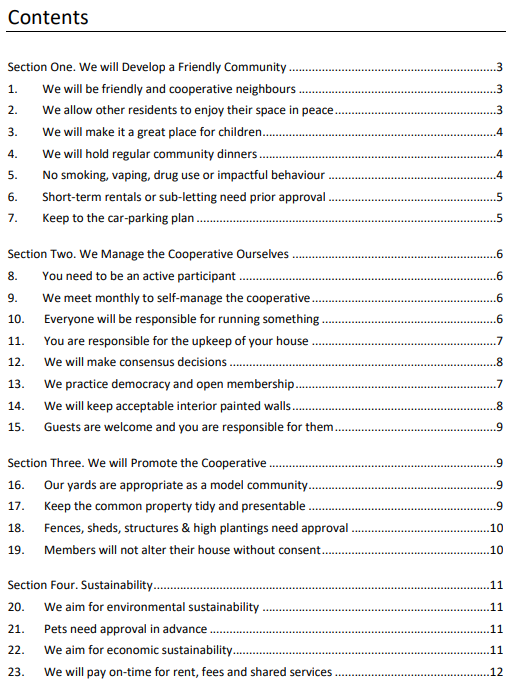 Contents
Section One. We will Develop a Friendly Community ........................................................3
1. We will be friendly and cooperative neighbours ........................................................3
2. We allow other residents to enjoy their space in peace ........................................................3
3. We will make it a great place for children ........................................................4
4. We will hold regular community dinners ........................................................4
5. No smoking, vaping, drug use or impactful behaviour ........................................................4
6. Short-term rentals or sub-letting need prior approval ........................................................5
7. Keep to the car-parking plan ........................................................5
Section Two. We Manage the Cooperative Ourselves ........................................................6
8. You need to be an active participant ........................................................6
9. We meet monthly to self-manage the cooperative ........................................................6
10. Everyone will be responsible for running something ........................................................6
11. You are responsible for the upkeep of your house ........................................................7
12. We will make consensus decisions ........................................................8
13. We practice democracy and open membership ........................................................7
14. We will keep acceptable interior painted walls ........................................................8
15. Guests are welcome and you are responsible for them ........................................................9
Section Three. We will Promote the Cooperative ........................................................9
16. Our yards are appropriate as a model community ........................................................9
17. Keep the common property tidy and presentable ........................................................9
18. Fences, sheds, structures & high plantings need approval ........................................................10
19. Members will not alter their house without consent ........................................................10
Section Four. Sustainability ........................................................11
20. We aim for environmental sustainability ........................................................11
21. Pets need approval in advance ........................................................11
22. We aim for economic sustainability ........................................................11
23. We will pay on-time for rent, fees and shared services ........................................................12